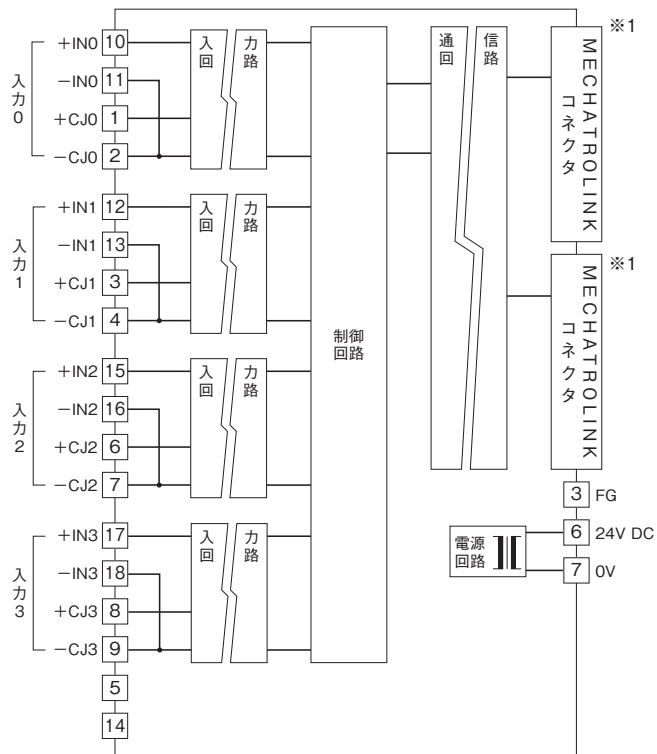 入力0
+IN0 10
−IN0 11
+CJ0 1
−CJ0 2
入力回路
入力1
+IN1 12
−IN1 13
+CJ1 3
−CJ1 4
入力回路
入力2
+IN2 15
−IN2 16
+CJ2 6
−CJ2 7
入力回路
入力3
+IN3 17
−IN3 18
+CJ3 8
−CJ3 9
入力回路
5
14
制御
回路
通信回路
※1
MECHATROLINK
コネクタ
※1
MECHATROLINK
コネクタ
3 FG
電源
回路
6 24V DC
7 0V